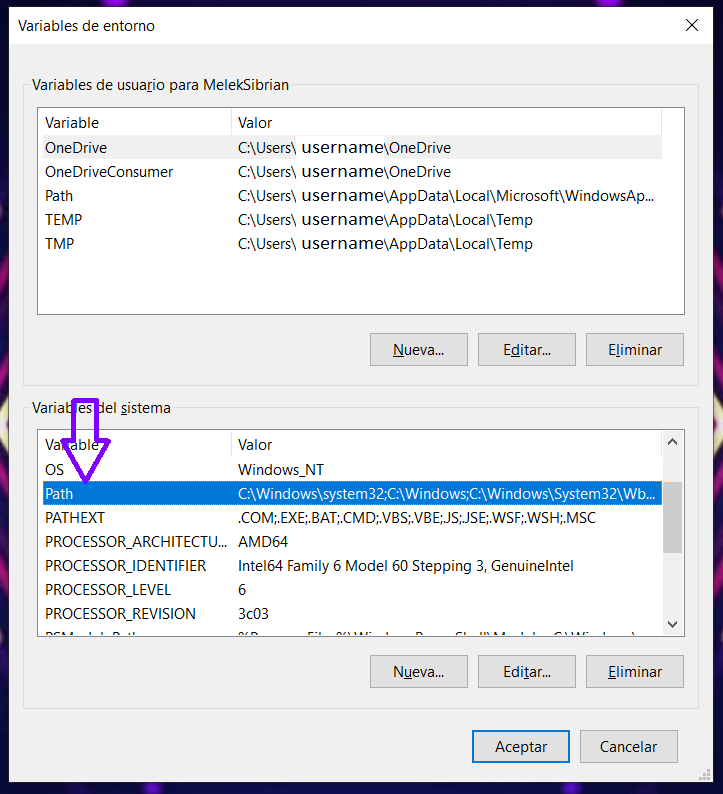 Variables de entorno
Variables de usuario para MelekSibrian
Variable Valor
OneDrive C:\Users\ username\OneDrive
OneDriveConsumer C:\Users\ username\OneDrive
Path C:\Users\ username\AppData\Local\Microsoft\WindowsAp...
TEMP C:\Users\ username\AppData\Local\Temp
TMP C:\Users\ username\AppData\Local\Temp
Nueva... Editar... Eliminar
Variables del sistema
Variable Valor
OS Windows_NT
Path C:\Windows\system32;C:\Windows;C:\Windows\System32\Wb...
PATHEXT .COM;.EXE;.BAT;.CMD;.VBS;.VBE;.JS;.JSE;.WSF;.WSH;.MSC
PROCESSOR_ARCHITECTU... AMD64
PROCESSOR_IDENTIFIER Intel64 Family 6 Model 60 Stepping 3, GenuineIntel
PROCESSOR_LEVEL 6
PROCESSOR_REVISION 3c03
Nueva... Editar... Eliminar
Aceptar Cancelar